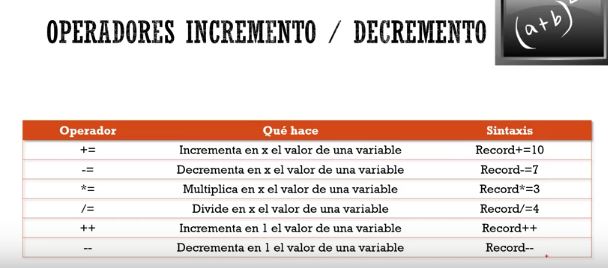 OPERADORES INCREMENTO / DECREMENTO
(a+b)
Operador Qué hace Sintaxis
+= Incrementa en x el valor de una variable Record+=10
-= Decrementa en x el valor de una variable Record-=7
*= Multiplica en x el valor de una variable Record*=3
/= Divide en x el valor de una variable Record/=4
++ Incrementa en 1 el valor de una variable Record++
-- Decrementa en 1 el valor de una variable Record--